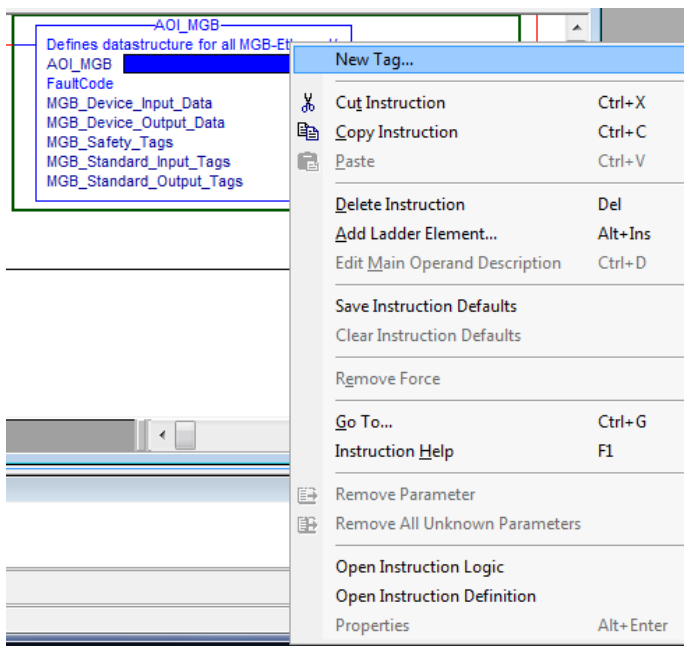 AOI_MGB
Defines datastructure for all MGB-Et
AOI_MGB
FaultCode
MGB_Device_Input_Data
MGB_Device_Output_Data
MGB_Safety_Tags
MGB_Standard_Input_Tags
MGB_Standard_Output_Tags
New Tag...
Cut Instruction Ctrl+X
Copy Instruction Ctrl+C
Paste Ctrl+V
Delete Instruction Del
Add Ladder Element... Alt+Ins
Edit Main Operand Description Ctrl+D
Save Instruction Defaults
Clear Instruction Defaults
Remove Force
Go To... Ctrl+G
Instruction Help F1
Remove Parameter
Remove All Unknown Parameters
Open Instruction Logic
Open Instruction Definition
Properties Alt+Enter